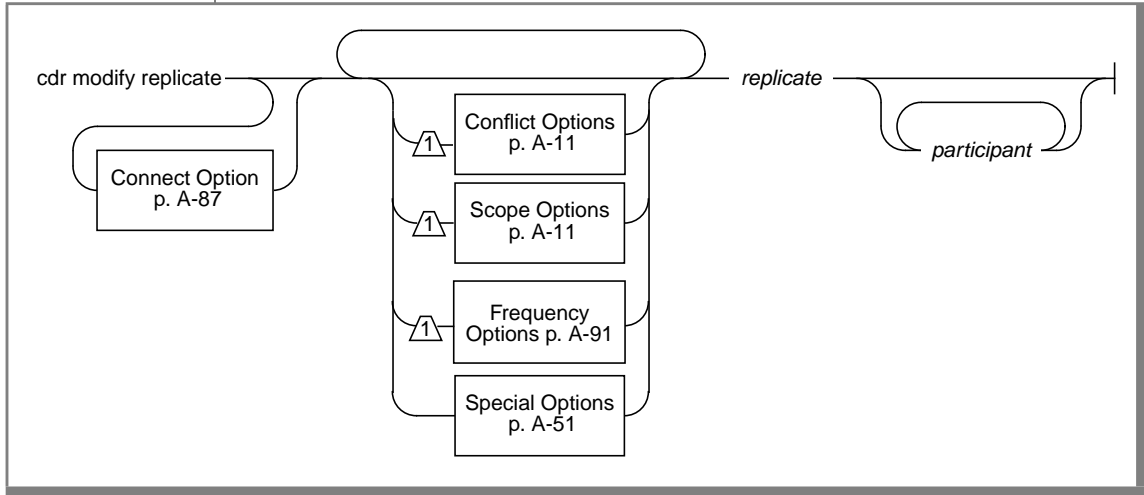 cdr modify replicate
replicate
Conflict Options
p. A-11
1
participant
Connect Option
p. A-87
Scope Options
p. A-11
1
Frequency
Options p. A-91
1
Special Options
p. A-51